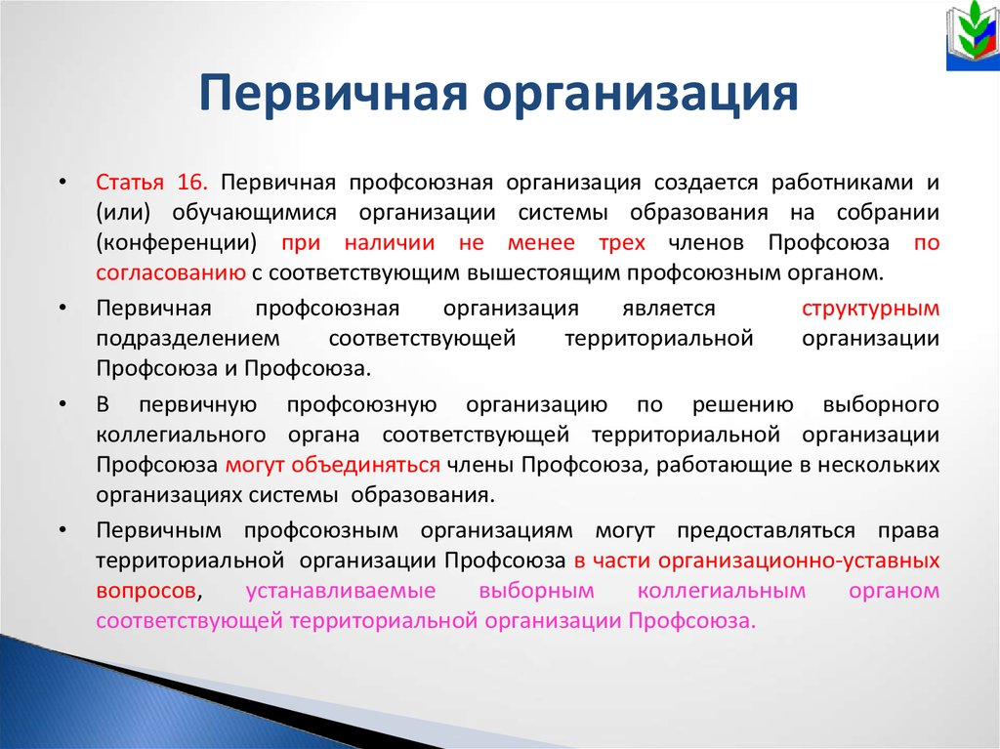 Первичная организация
• Статья 16. Первичная профсоюзная организация создается работниками и
(или) обучающимися организации системы образования на собрании
(конференции) при наличии не менее трех членов Профсоюза по
согласованию с соответствующим вышестоящим профсоюзным органом.
• Первичная профсоюзная организация является структурным
подразделением соответствующей территориальной организации
Профсоюза и Профсоюза.
• В первичную профсоюзную организацию по решению выборного
коллегиального органа соответствующей территориальной организации
Профсоюза могут объединяться члены Профсоюза, работающие в нескольких
организациях системы образования.
• Первичным профсоюзным организациям могут предоставляться права
территориальной организации Профсоюза в части организационно-уставных
вопросов, устанавливаемые выборным коллегиальным органом
соответствующей территориальной организации Профсоюза.